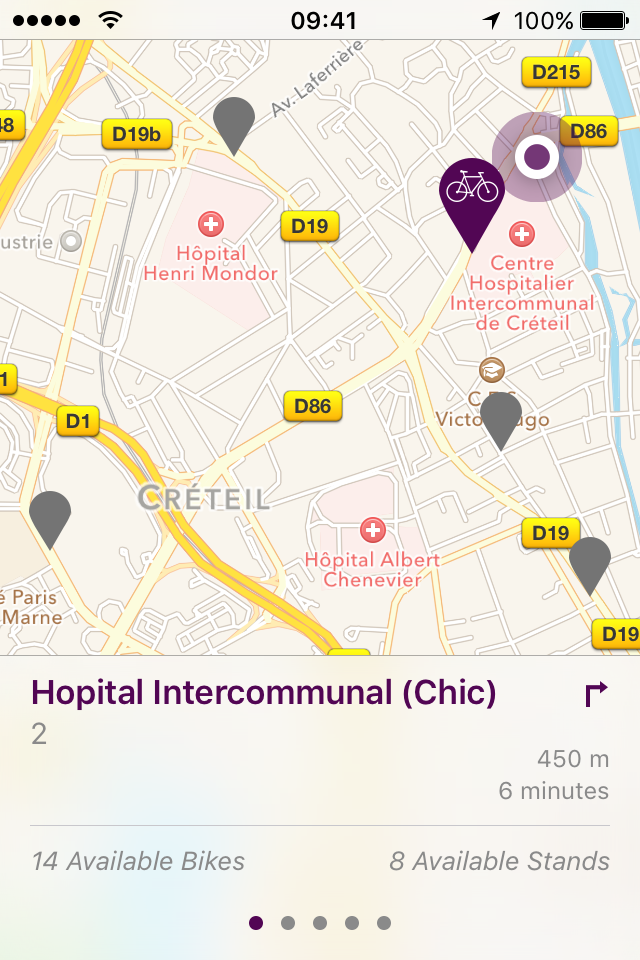 09:41
100%
D215
Av. Laferrière
48
D19b
D86
ustrie
Hôpital
Henri Mondor
D19
Centre
Hospitalier
Intercommunal
de Créteil
1
D1
D86
Victo ugo
CRÉTEIL
D19
Hôpital Albert
Chenevier
é Paris
Marne
D19
Hopital Intercommunal (Chic)
2
450 m
6 minutes
14 Available Bikes
8 Available Stands